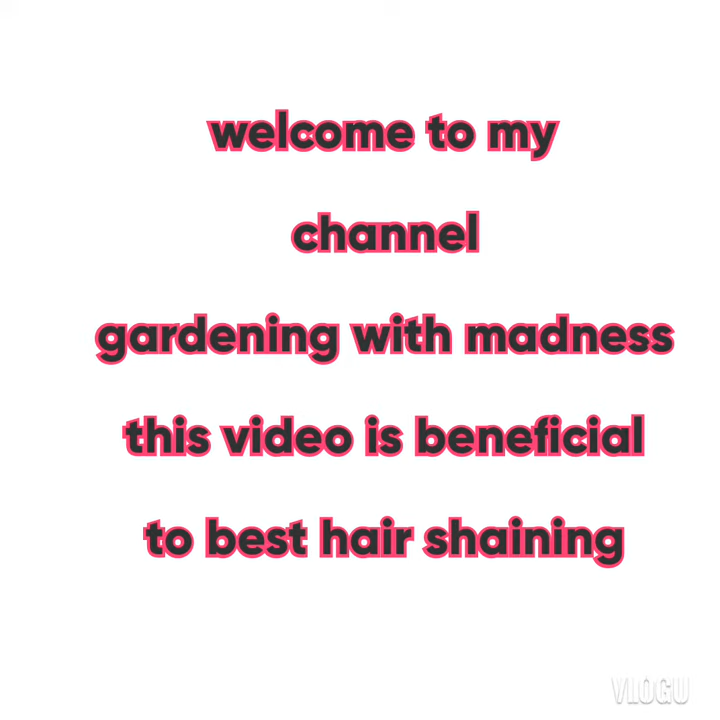 welcome to my
channel
gardening with madness
this video is beneficial
to best hair shaining
VLOGU